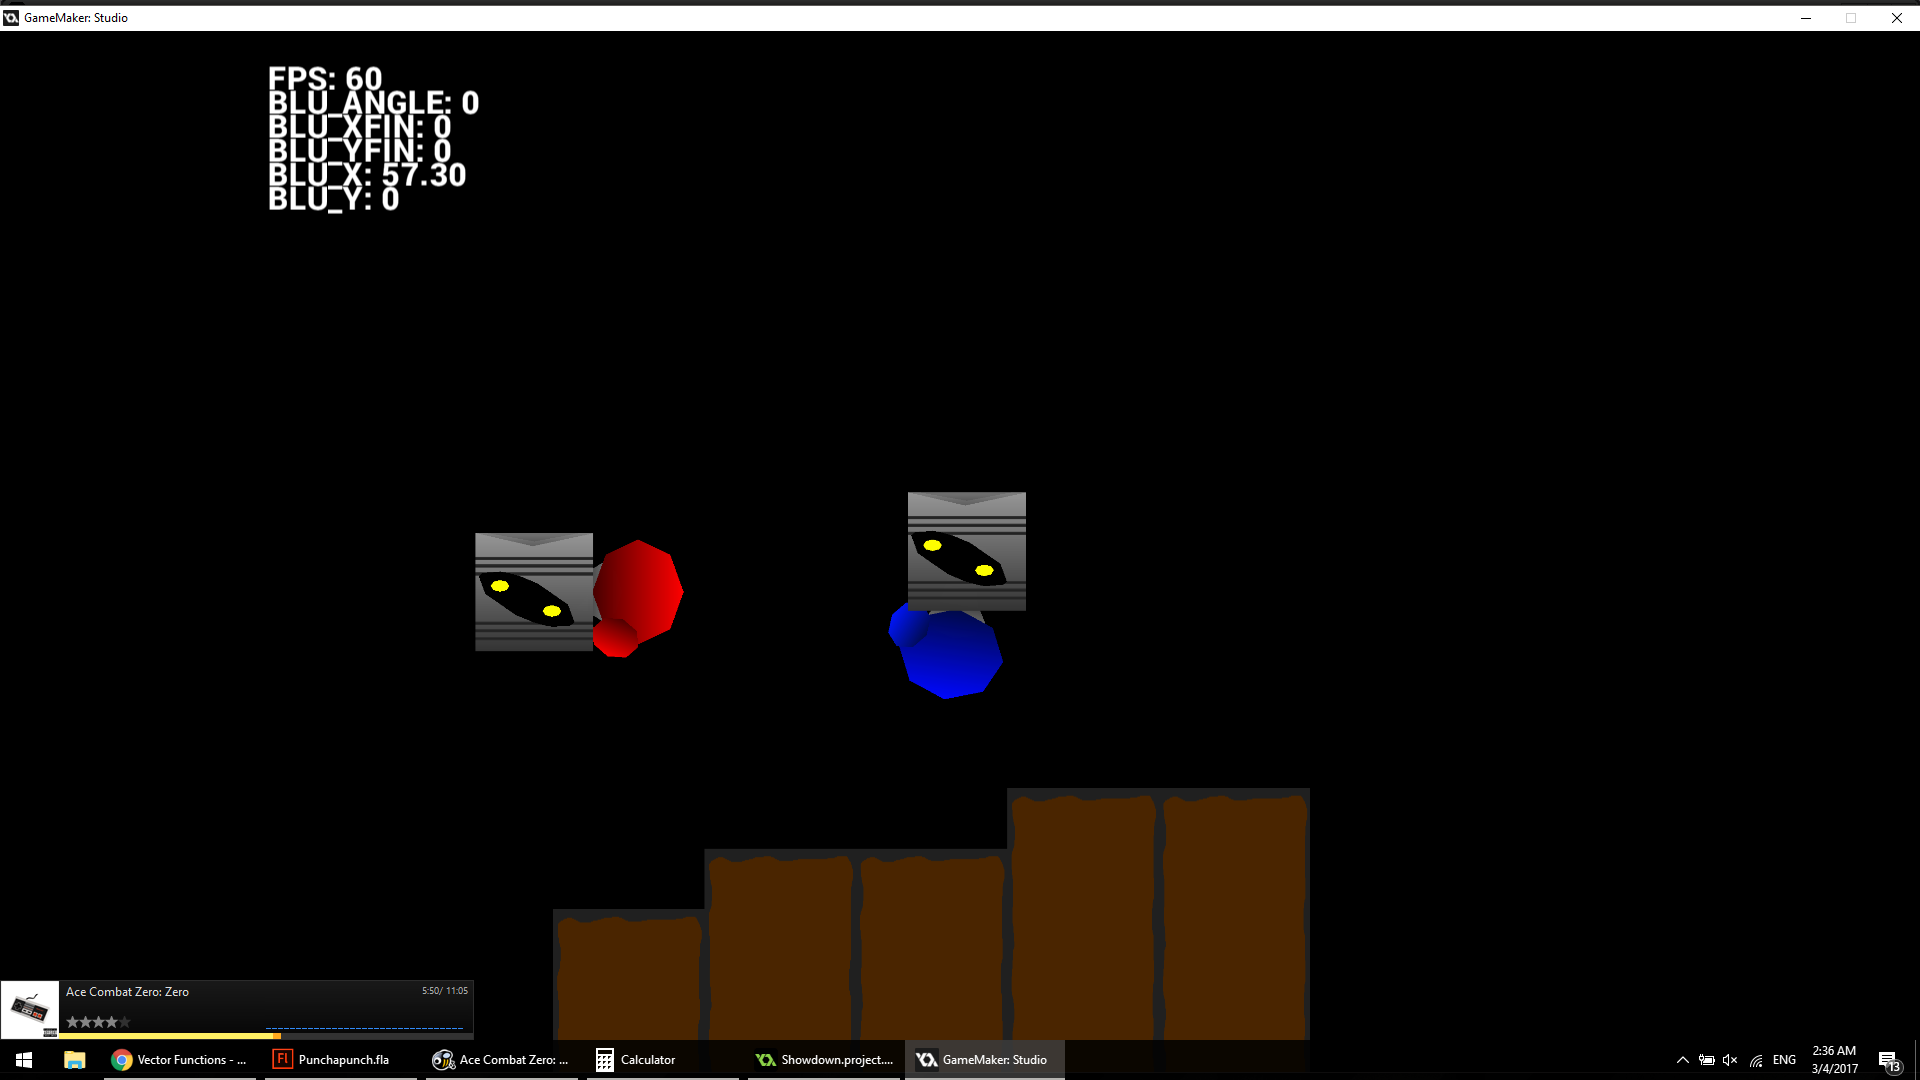 GameMaker: Studio
FPS: 60
BLU_ANGLE: 0
BLU_XFIN: 0
BLU_YFIN: 0
BLU_X: 57.30
BLU_Y: 0
Ace Combat Zero: Zero
5:50/ 11:05
Vector Functions - ...
Fl
Punchapunch.fla
Ace Combat Zero: ...
Calculator
Showdown.project....
GameMaker: Studio
ENG
2:36 AM
3/4/2017
13